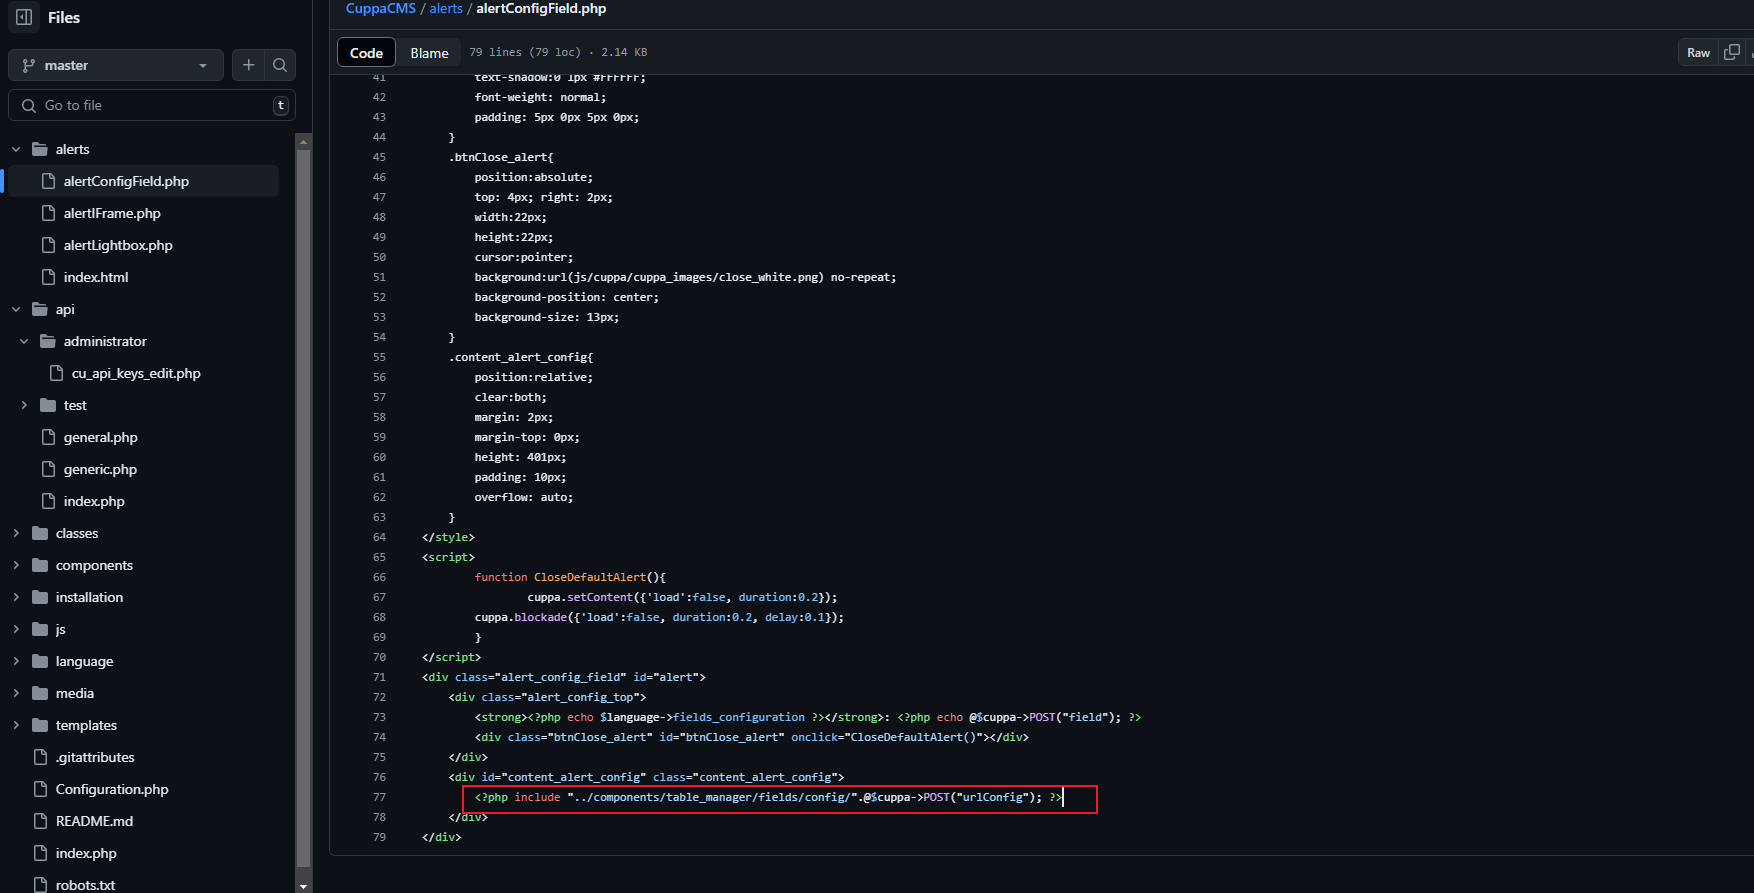 Files
master
Go to file
t
alerts
alertConfigField.php
alertIFrame.php
alertLightbox.php
index.html
api
administrator
cu_api_keys_edit.php
test
general.php
generic.php
index.php
classes
components
installation
js
language
media
templates
.gitattributes
Configuration.php
README.md
index.php
robots.txt
CuppaCMS / alerts / alertConfigField.php
Code Blame 79 lines (79 loc) · 2.14 KB Raw
41 text-shadow:0 1px #FFFFFF;
42 font-weight: normal;
43 padding: 5px 0px 5px 0px;
44 }
45 .btnClose_alert{
46 position:absolute;
47 top: 4px; right: 2px;
48 width:22px;
49 height:22px;
50 cursor:pointer;
51 background:url(js/cuppa/cuppa_images/close_white.png) no-repeat;
52 background-position: center;
53 background-size: 13px;
54 }
55 .content_alert_config{
56 position:relative;
57 clear:both;
58 margin: 2px;
59 margin-top: 0px;
60 height: 401px;
61 padding: 10px;
62 overflow: auto;
63 }
64 </style>
65 <script>
66 function CloseDefaultAlert(){
67 cuppa.setContent({'load':false, duration:0.2});
68 cuppa.blockade({'load':false, duration:0.2, delay:0.1});
69 }
70 </script>
71 <div class="alert_config_field" id="alert">
72 <div class="alert_config_top">
73 <strong><?php echo $language->fields_configuration ?></strong>: <?php echo @$cuppa->POST("field"); ?>
74 <div class="btnClose_alert" id="btnClose_alert" onclick="CloseDefaultAlert()"></div>
75 </div>
76 <div id="content_alert_config" class="content_alert_config">
77 <?php include "../components/table_manager/fields/config/".@$cuppa->POST("urlConfig"); ?>
78 </div>
79 </div>